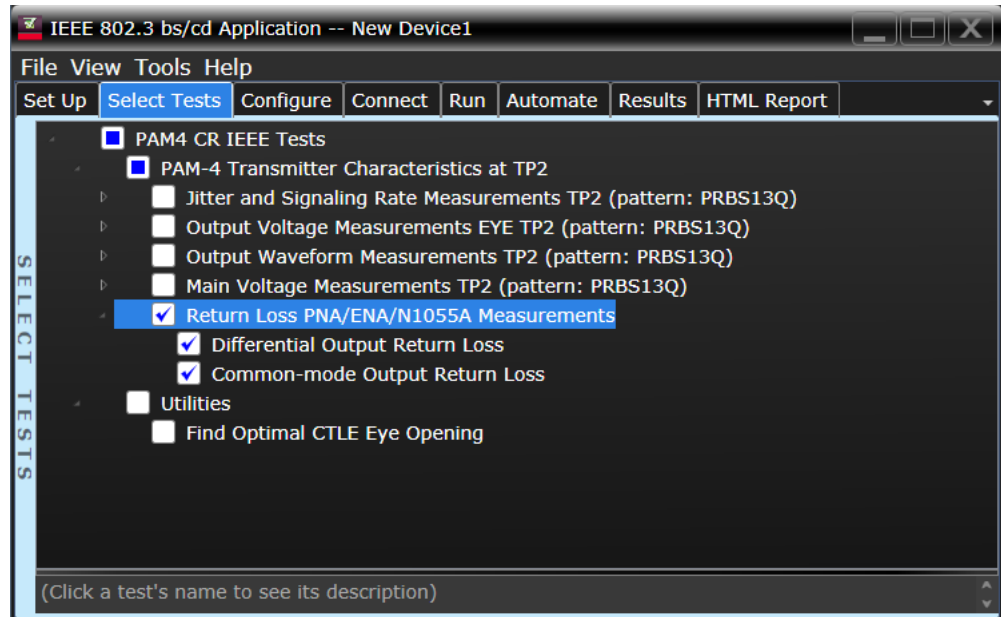 IEEE 802.3 bs/cd Application -- New Device1
File View Tools Help
Set Up Select Tests Configure Connect Run Automate Results HTML Report
SELECT TESTS
PAM4 CR IEEE Tests
PAM-4 Transmitter Characteristics at TP2
Jitter and Signaling Rate Measurements TP2 (pattern: PRBS13Q)
Output Voltage Measurements EYE TP2 (pattern: PRBS13Q)
Output Waveform Measurements TP2 (pattern: PRBS13Q)
Main Voltage Measurements TP2 (pattern: PRBS13Q)
Return Loss PNA/ENA/N1055A Measurements
Differential Output Return Loss
Common-mode Output Return Loss
Utilities
Find Optimal CTLE Eye Opening
(Click a test's name to see its description)